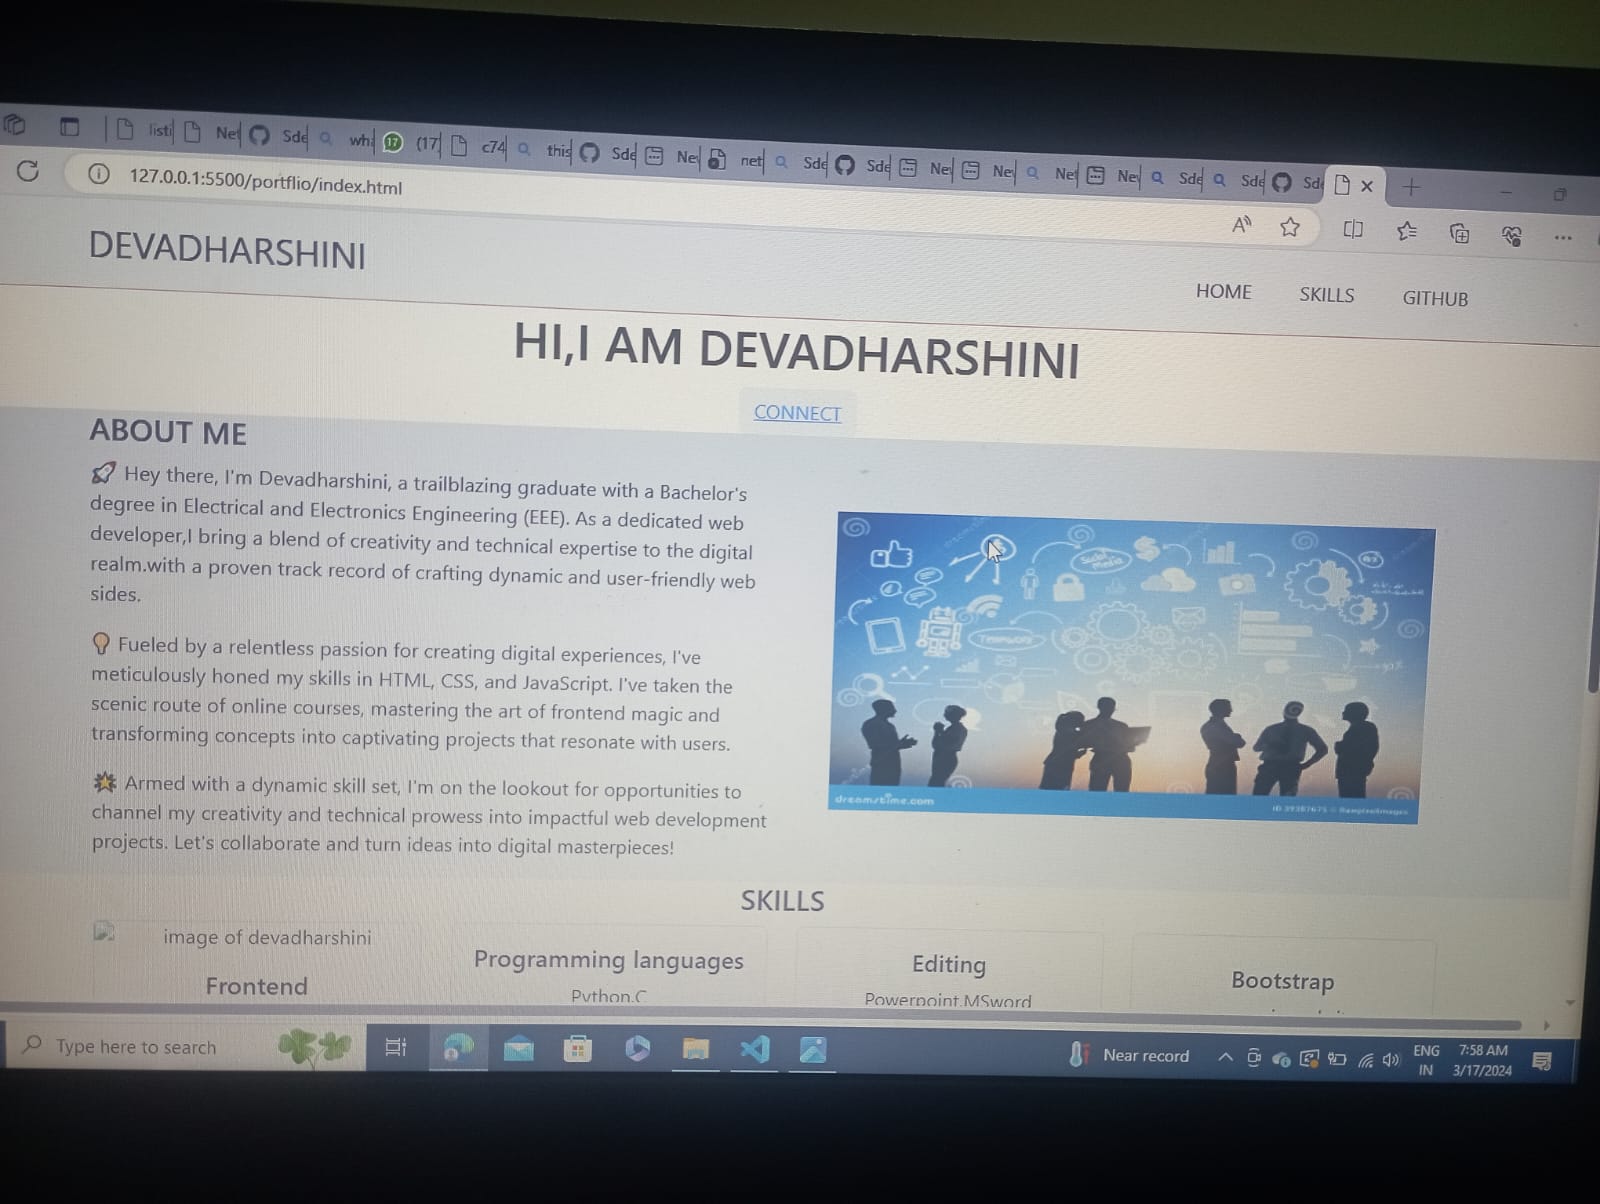 listi
Ne
Sde
wh
17
(17
c74
this
Sde
Ne
net
Sde
Sde
Ne
Ne
Ne
Ne
Sde
Sde
Sd
127.0.0.1:5500/portflio/index.html
DEVADHARSHINI
HOME
SKILLS
GITHUB
HI,I AM DEVADHARSHINI
CONNECT
ABOUT ME
🚀 Hey there, I'm Devadharshini, a trailblazing graduate with a Bachelor's
degree in Electrical and Electronics Engineering (EEE). As a dedicated web
developer,I bring a blend of creativity and technical expertise to the digital
realm.with a proven track record of crafting dynamic and user-friendly web
sides.
💡 Fueled by a relentless passion for creating digital experiences, I've
meticulously honed my skills in HTML, CSS, and JavaScript. I've taken the
scenic route of online courses, mastering the art of frontend magic and
transforming concepts into captivating projects that resonate with users.
🌟 Armed with a dynamic skill set, I'm on the lookout for opportunities to
channel my creativity and technical prowess into impactful web development
projects. Let's collaborate and turn ideas into digital masterpieces!
Social Media
Teamwork
dreamstime.com
SKILLS
image of devadharshini
Frontend
Programming languages
Python.C
Editing
Powerpoint.MSword
Bootstrap
Type here to search
Near record
ENG
IN
7:58 AM
3/17/2024